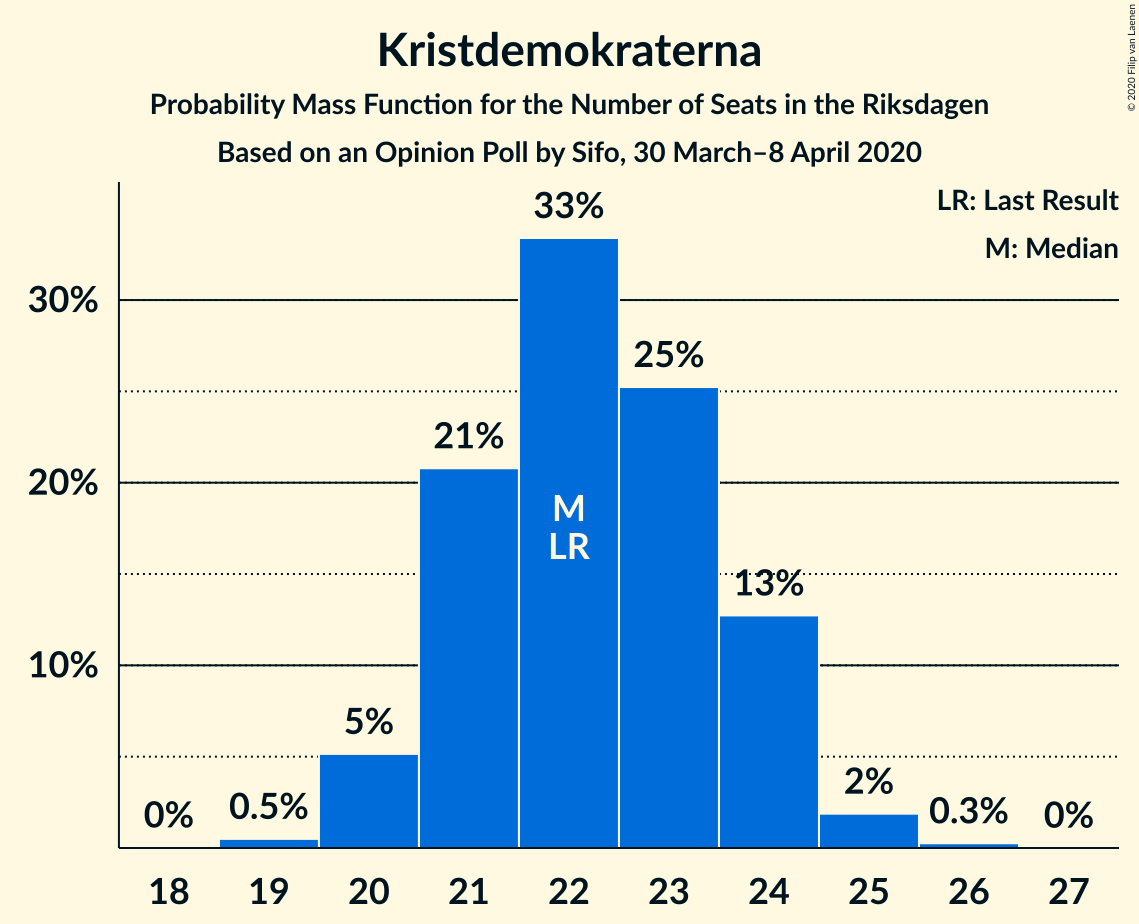 Kristdemokraterna
Probability Mass Function for the Number of Seats in the Riksdagen
Based on an Opinion Poll by Sifo, 30 March–8 April 2020
© 2020 Filip van Laenen
LR: Last Result
M: Median
33%
30%
25%
21%
20%
M
LR
13%
10%
5%
2%
0.5%
0.3%
0%
0%
18 19 20 21 22 23 24 25 26 27